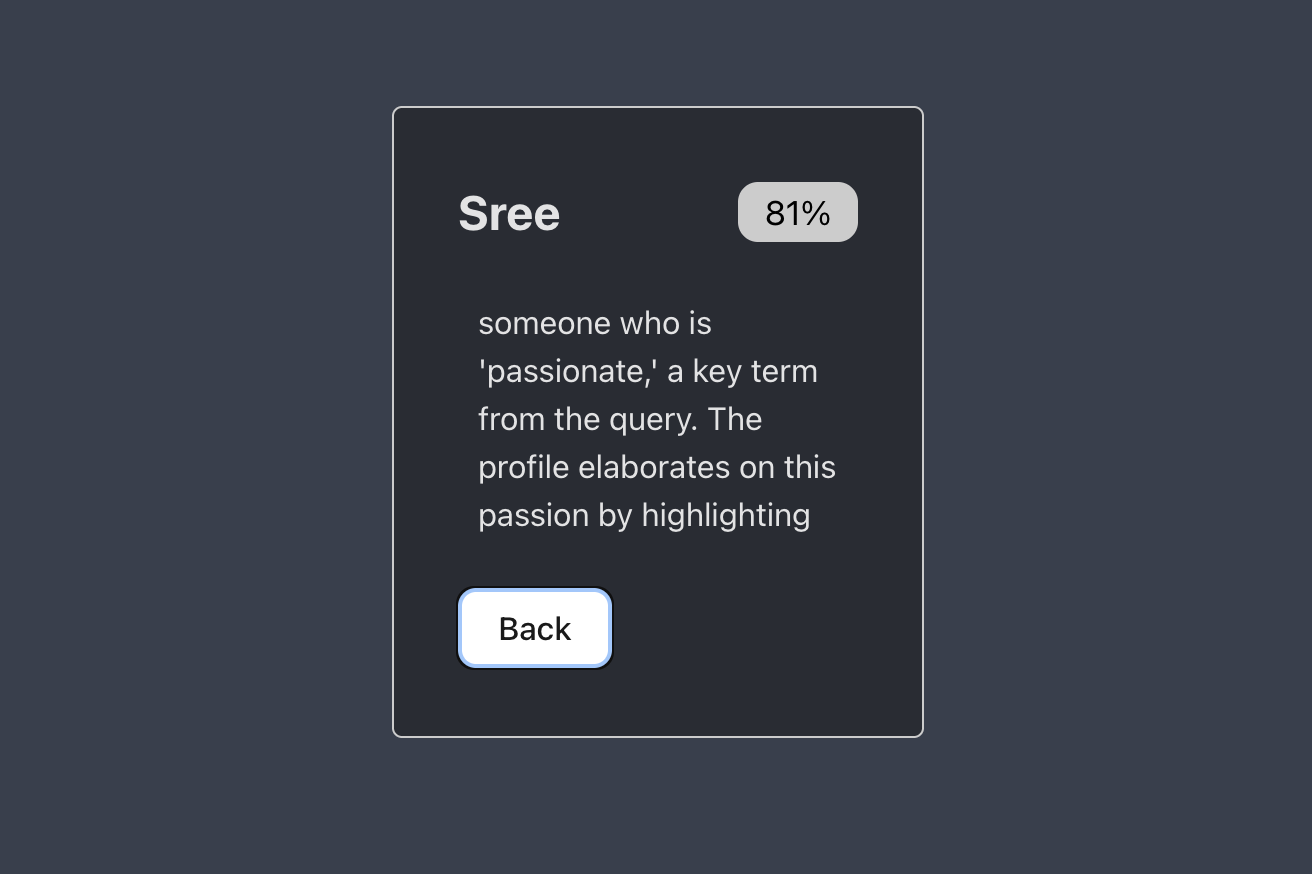 Sree
81%
someone who is
'passionate,' a key term
from the query. The
profile elaborates on this
passion by highlighting
Back